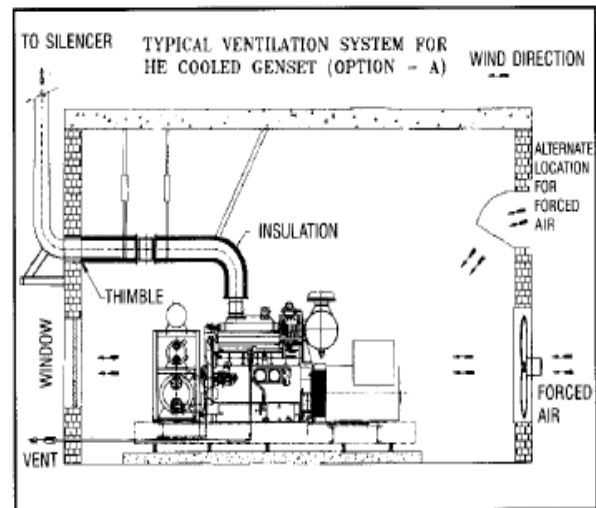 TO SILENCER
TYPICAL VENTILATION SYSTEM FOR
HE COOLED GENSET (OPTION - A)
WIND DIRECTION
ALTERNATE
LOCATION
FOR
FORCED
AIR
INSULATION
THIMBLE
WINDOW
FORCED
AIR
VENT